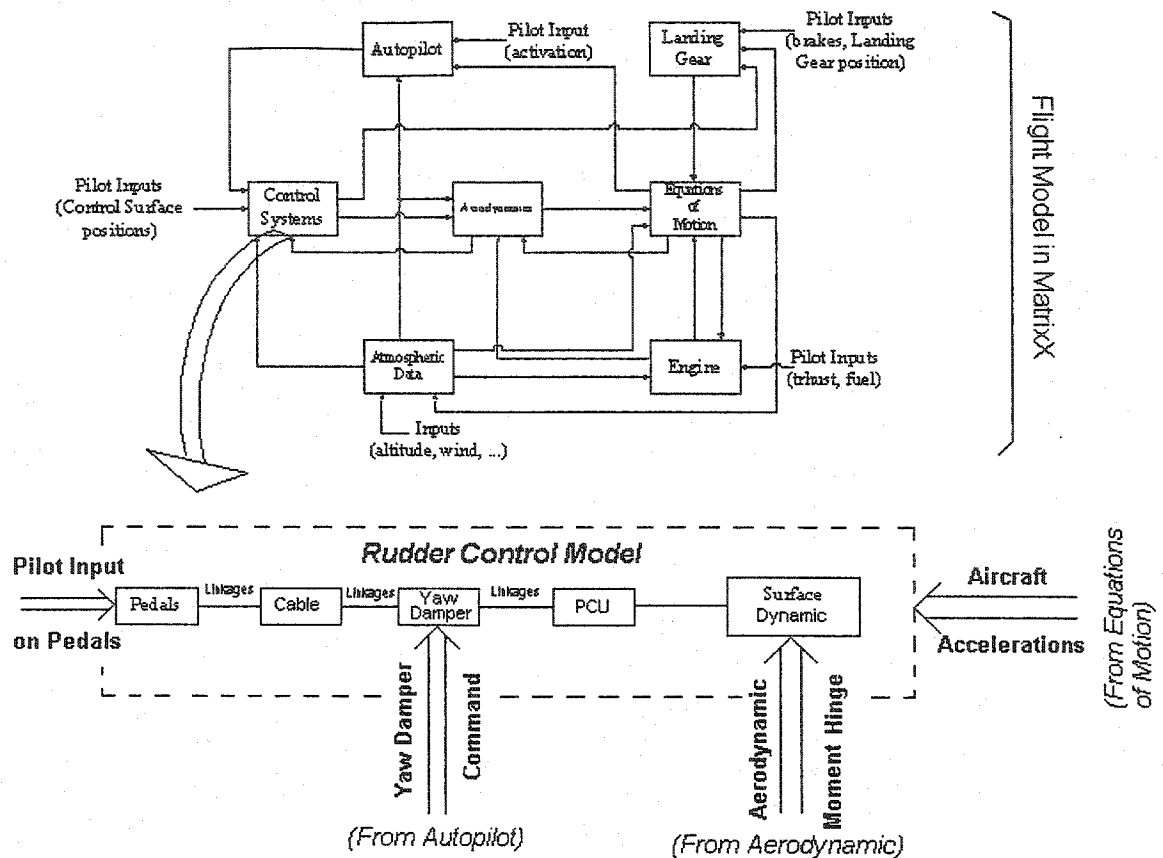 Pilot Input
(activation)
Autopilot
Landing
Gear
Pilot Inputs
(brakes, Landing
Gear position)
Flight Model in MatrixX
Pilot Inputs
(Control Surface
positions)
Control
Systems
Aerodynamics
Equations
of
Motion
Atmospheric
Data
Engine
Pilot Inputs
(trhust, fuel)
Inputs
(altitude, wind, ...)
Rudder Control Model
Pilot Input
on Pedals
Pedals
Linkages
Cable
Linkages
Yaw
Damper
Linkages
PCU
Surface
Dynamic
Aircraft
Accelerations
(From Equations
of Motion)
Yaw Damper
Command
(From Autopilot)
Aerodynamic
Moment Hinge
(From Aerodynamic)